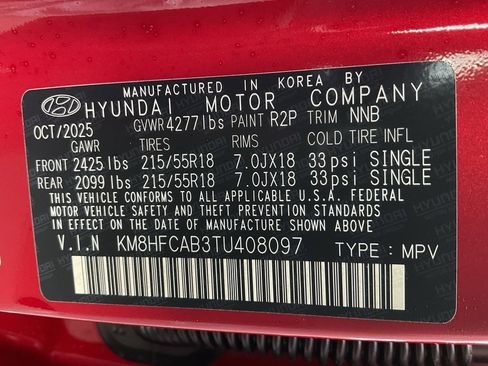 MANUFACTURED IN KOREA BY
HYUNDAI MOTOR COMPANY
OCT/2025 GVWR 4277 lbs PAINT R2P TRIM NNB
GAWR TIRES RIMS COLD TIRE INFL
FRONT 2425 lbs 215/55R18 7.0JX18 33psi SINGLE
REAR 2099 lbs 215/55R18 7.0JX18 33psi SINGLE
THIS VEHICLE CONFORMS TO ALL APPLICABLE U.S.A. FEDERAL
MOTOR VEHICLE SAFETY, BUMPER, AND THEFT PREVENTION STANDARDS
IN EFFECT ON THE DATE OF MANUFACTURE SHOWN ABOVE.
V.I.N KM8HFCAB3TU408097 TYPE : MPV